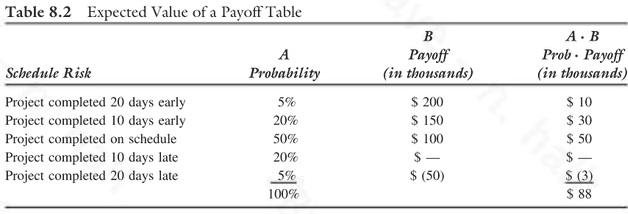 Table 8.2 Expected Value of a Payoff Table
B A · B
A Payoff Prob · Payoff
Schedule Risk Probability (in thousands) (in thousands)
Project completed 20 days early 5% $ 200 $ 10
Project completed 10 days early 20% $ 150 $ 30
Project completed on schedule 50% $ 100 $ 50
Project completed 10 days late 20% $ — $ —
Project completed 20 days late 5% $ (50) $ (3)
100% $ 88